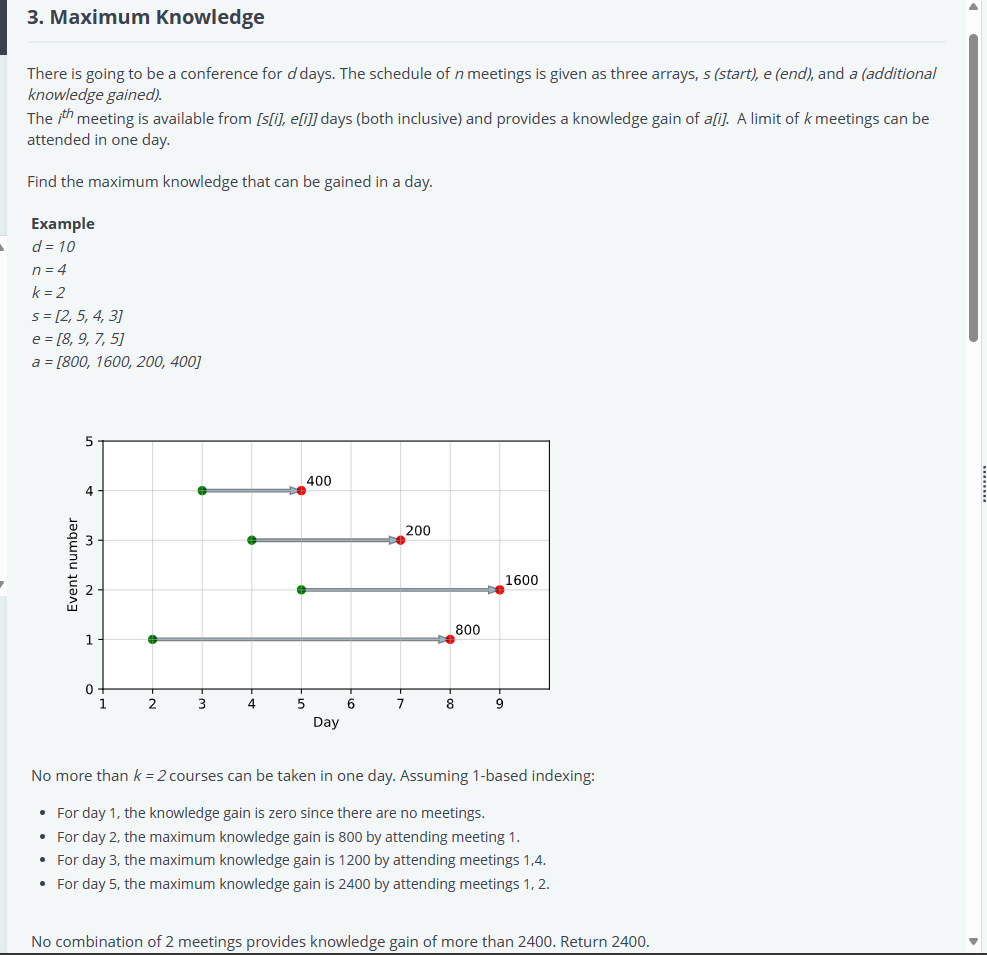 3. Maximum Knowledge
There is going to be a conference for d days. The schedule of n meetings is given as three arrays, s (start), e (end), and a (additional
knowledge gained).
The ith meeting is available from [s[i], e[i]] days (both inclusive) and provides a knowledge gain of a[i]. A limit of k meetings can be
attended in one day.
Find the maximum knowledge that can be gained in a day.
Example
d = 10
n = 4
k = 2
s = [2, 5, 4, 3]
e = [8, 9, 7, 5]
a = [800, 1600, 200, 400]
5
400
4
200
3
1600
2
800
1
0
Event number
1 2 3 4 5 6 7 8 9
Day
No more than k = 2 courses can be taken in one day. Assuming 1-based indexing:
• For day 1, the knowledge gain is zero since there are no meetings.
• For day 2, the maximum knowledge gain is 800 by attending meeting 1.
• For day 3, the maximum knowledge gain is 1200 by attending meetings 1,4.
• For day 5, the maximum knowledge gain is 2400 by attending meetings 1, 2.
No combination of 2 meetings provides knowledge gain of more than 2400. Return 2400.